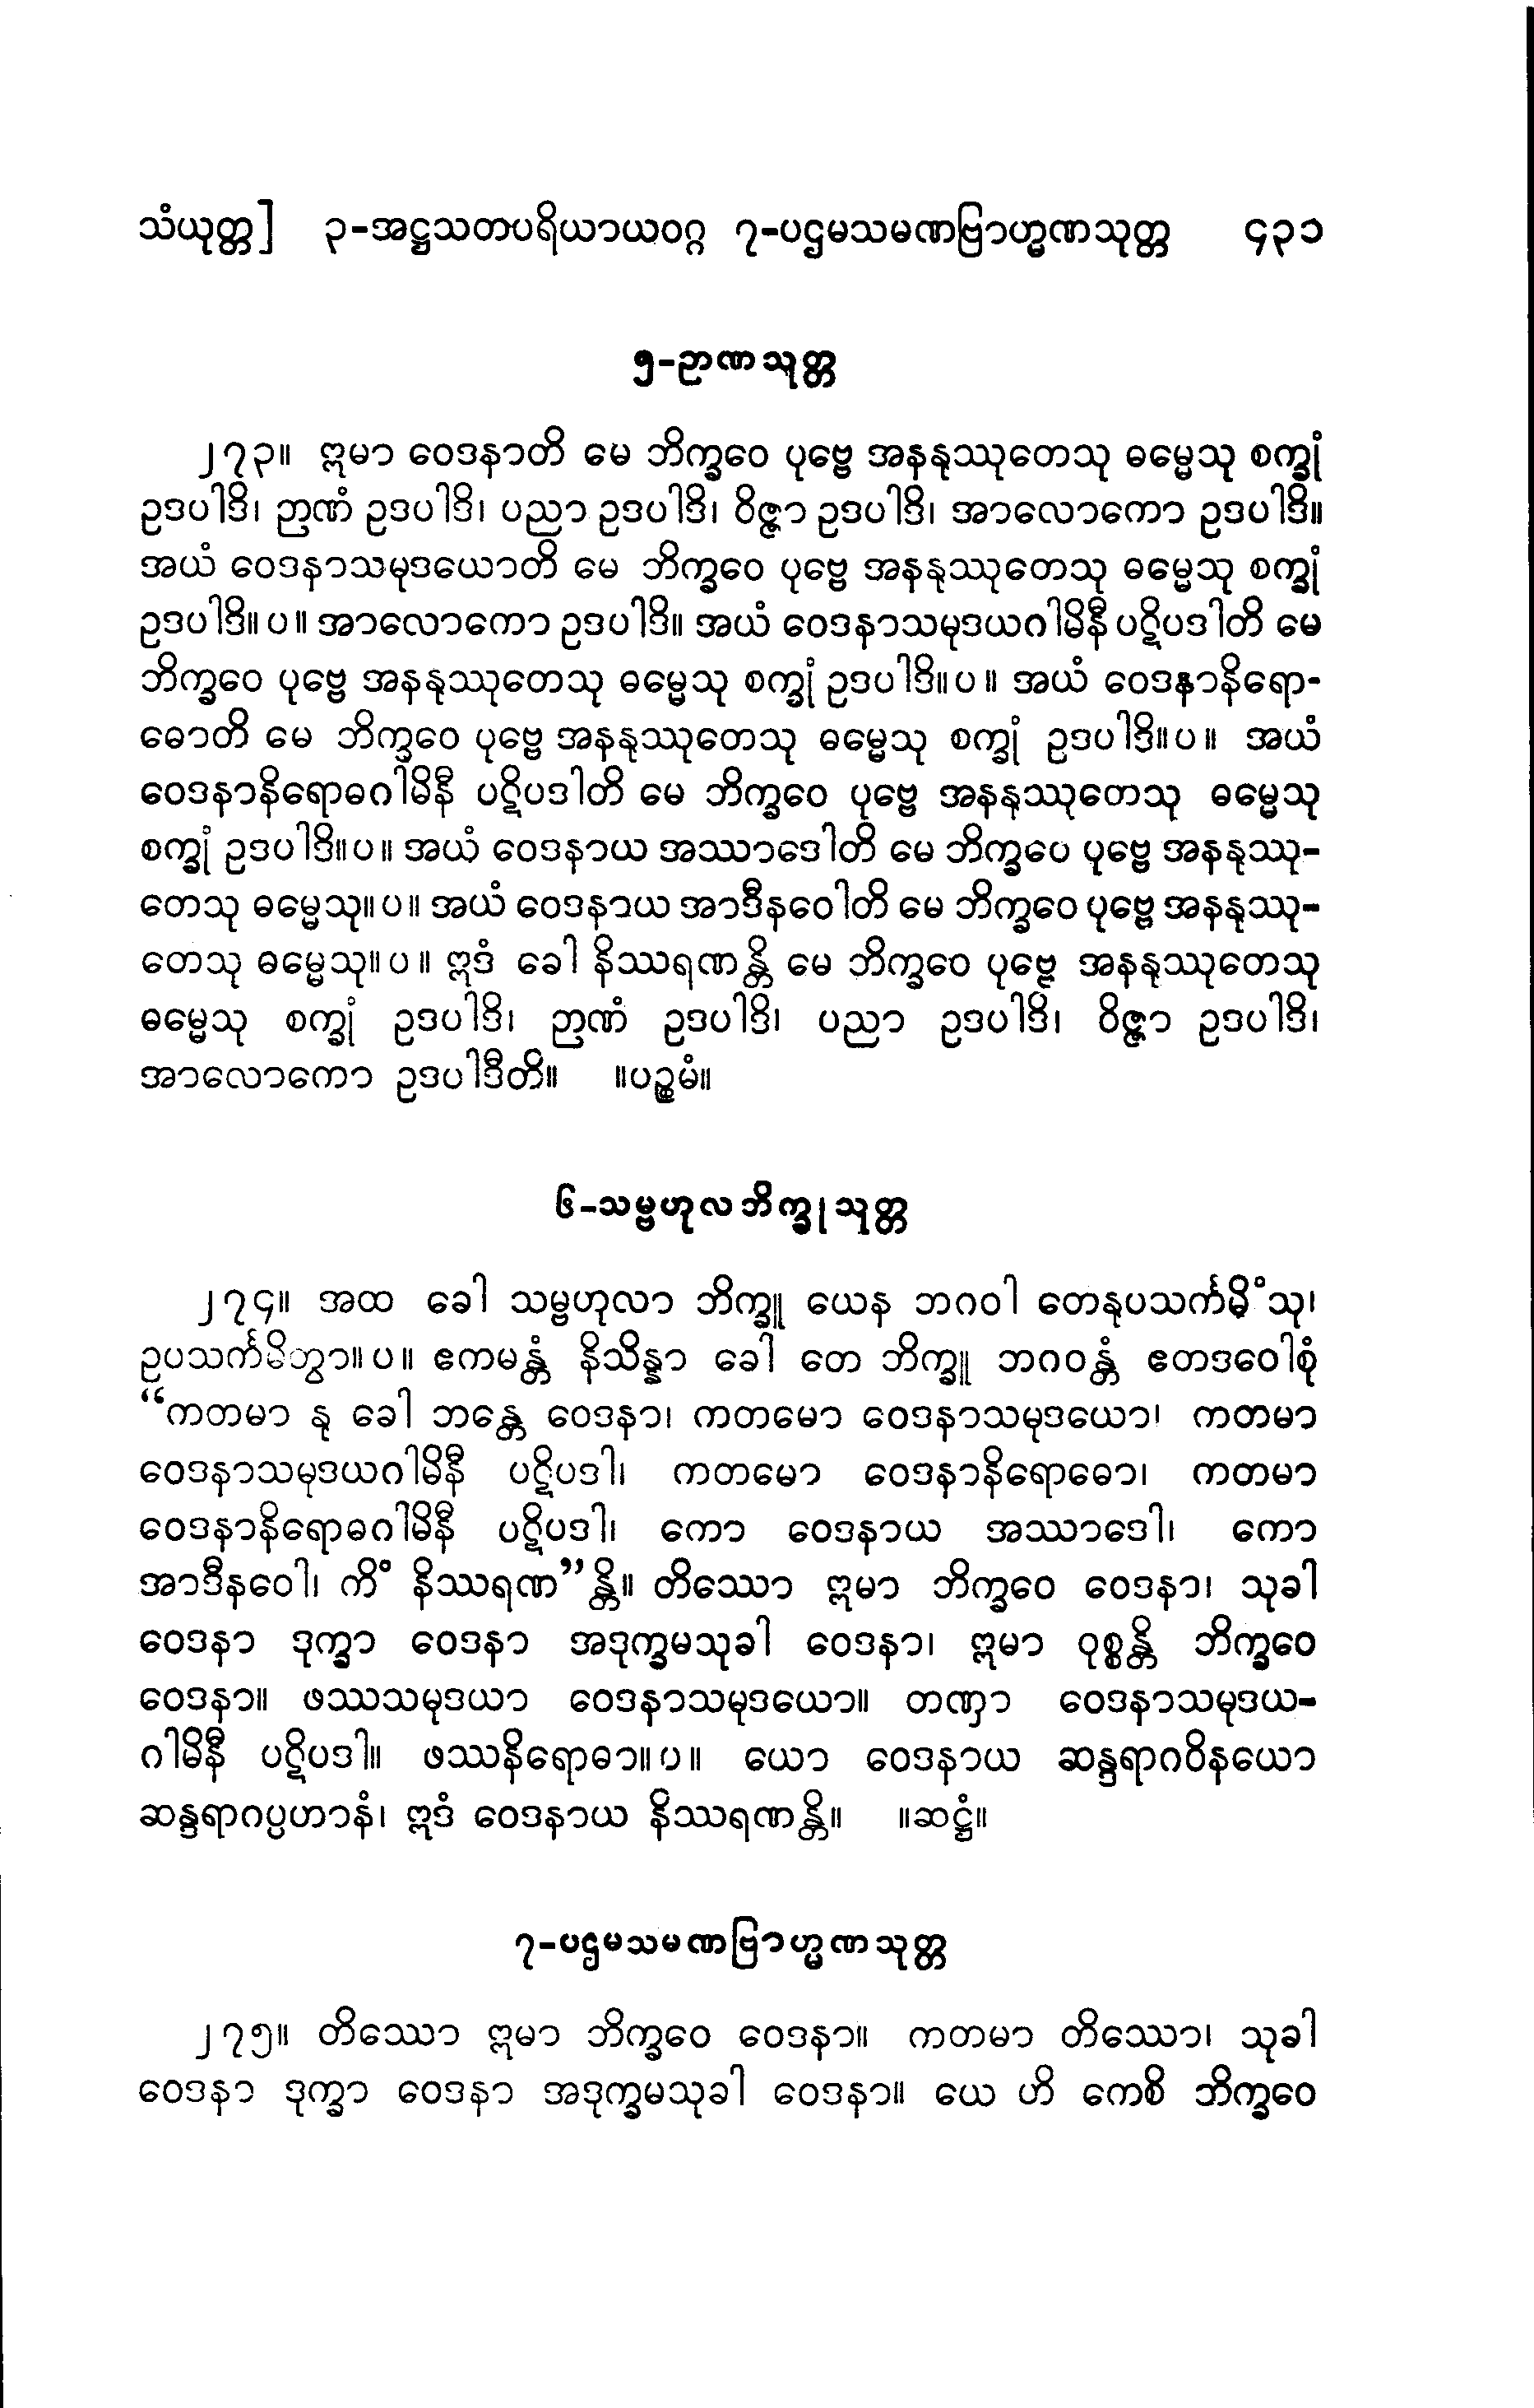 သံယုတ္တ] ၃-အဋ္ဌသတပရိယာယဝဂ္ဂ ၇-ပဌမသမဏဗြာဟ္မဏသုတ္တ ၄၃၁
၅-ဉာဏသုတ္တ
၂၇၃။ ဣမာ ဝေဒနာတိ မေ ဘိက္ခဝေ ပုဗ္ဗေ အနနုဿုတေသု ဓမ္မေသု စက္ခုံ
ဥဒပါဒိ၊ ဉာဏံ ဥဒပါဒိ၊ ပညာ ဥဒပါဒိ၊ ဝိဇ္ဇာ ဥဒပါဒိ၊ အာလောကော ဥဒပါဒိ။
အယံ ဝေဒနာသမုဒယောတိ မေ ဘိက္ခဝေ ပုဗ္ဗေ အနနုဿုတေသု ဓမ္မေသု စက္ခုံ
ဥဒပါဒိ။ ပ။ အာလောကော ဥဒပါဒိ။ အယံ ဝေဒနာသမုဒယဂါမိနီ ပဋိပဒါတိ မေ
ဘိက္ခဝေ ပုဗ္ဗေ အနနုဿုတေသု ဓမ္မေသု စက္ခုံ ဥဒပါဒိ။ ပ။ အယံ ဝေဒနာနိရော-
ဓောတိ မေ ဘိက္ခဝေ ပုဗ္ဗေ အနနုဿုတေသု ဓမ္မေသု စက္ခုံ ဥဒပါဒိ။ ပ။ အယံ
ဝေဒနာနိရောဓဂါမိနီ ပဋိပဒါတိ မေ ဘိက္ခဝေ ပုဗ္ဗေ အနနုဿုတေသု ဓမ္မေသု
စက္ခုံ ဥဒပါဒိ။ ပ။ အယံ ဝေဒနာယ အဿာဒေါတိ မေ ဘိက္ခဝေ ပုဗ္ဗေ အနနုဿု-
တေသု ဓမ္မေသု။ ပ။ အယံ ဝေဒနာယ အာဒီနဝေါတိ မေ ဘိက္ခဝေ ပုဗ္ဗေ အနနုဿု-
တေသု ဓမ္မေသု။ ပ။ ဣဒံ ခေါ နိဿရဏန္တိ မေ ဘိက္ခဝေ ပုဗ္ဗေ အနနုဿုတေသု
ဓမ္မေသု စက္ခုံ ဥဒပါဒိ၊ ဉာဏံ ဥဒပါဒိ၊ ပညာ ဥဒပါဒိ၊ ဝိဇ္ဇာ ဥဒပါဒိ၊
အာလောကော ဥဒပါဒီတိ။ ။ပဉ္စမံ။
၆-သမ္ဗဟုလဘိက္ခုသုတ္တ
၂၇၄။ အထ ခေါ သမ္ဗဟုလာ ဘိက္ခူ ယေန ဘဂဝါ တေနုပသင်္ကမိံသု၊
ဥပသင်္ကမိတွာ။ ပ။ ဧကမန္တံ နိသိန္နာ ခေါ တေ ဘိက္ခူ ဘဂဝန္တံ ဧတဒဝေါစုံ
“ကတမာ နု ခေါ ဘန္တေ ဝေဒနာ၊ ကတမော ဝေဒနာသမုဒယော၊ ကတမာ
ဝေဒနာသမုဒယဂါမိနီ ပဋိပဒါ၊ ကတမော ဝေဒနာနိရောဓော၊ ကတမာ
ဝေဒနာနိရောဓဂါမိနီ ပဋိပဒါ၊ ကော ဝေဒနာယ အဿာဒေါ၊ ကော
အာဒီနဝေါ၊ ကိံ နိဿရဏ”န္တိ။ တိဿော ဣမာ ဘိက္ခဝေ ဝေဒနာ၊ သုခါ
ဝေဒနာ ဒုက္ခာ ဝေဒနာ အဒုက္ခမသုခါ ဝေဒနာ၊ ဣမာ ဝုစ္စန္တိ ဘိက္ခဝေ
ဝေဒနာ။ ဖဿသမုဒယာ ဝေဒနာသမုဒယော။ တဏှာ ဝေဒနာသမုဒယ-
ဂါမိနီ ပဋိပဒါ။ ဖဿနိရောဓာ။ ပ။ ယော ဝေဒနာယ ဆန္ဒရာဂဝိနယော
ဆန္ဒရာဂပ္ပဟာနံ၊ ဣဒံ ဝေဒနာယ နိဿရဏန္တိ။ ။ဆဋ္ဌံ။
၇-ပဌမသမဏဗြာဟ္မဏသုတ္တ
၂၇၅။ တိဿော ဣမာ ဘိက္ခဝေ ဝေဒနာ။ ကတမာ တိဿော၊ သုခါ
ဝေဒနာ ဒုက္ခာ ဝေဒနာ အဒုက္ခမသုခါ ဝေဒနာ။ ယေ ဟိ ကေစိ ဘိက္ခဝေ